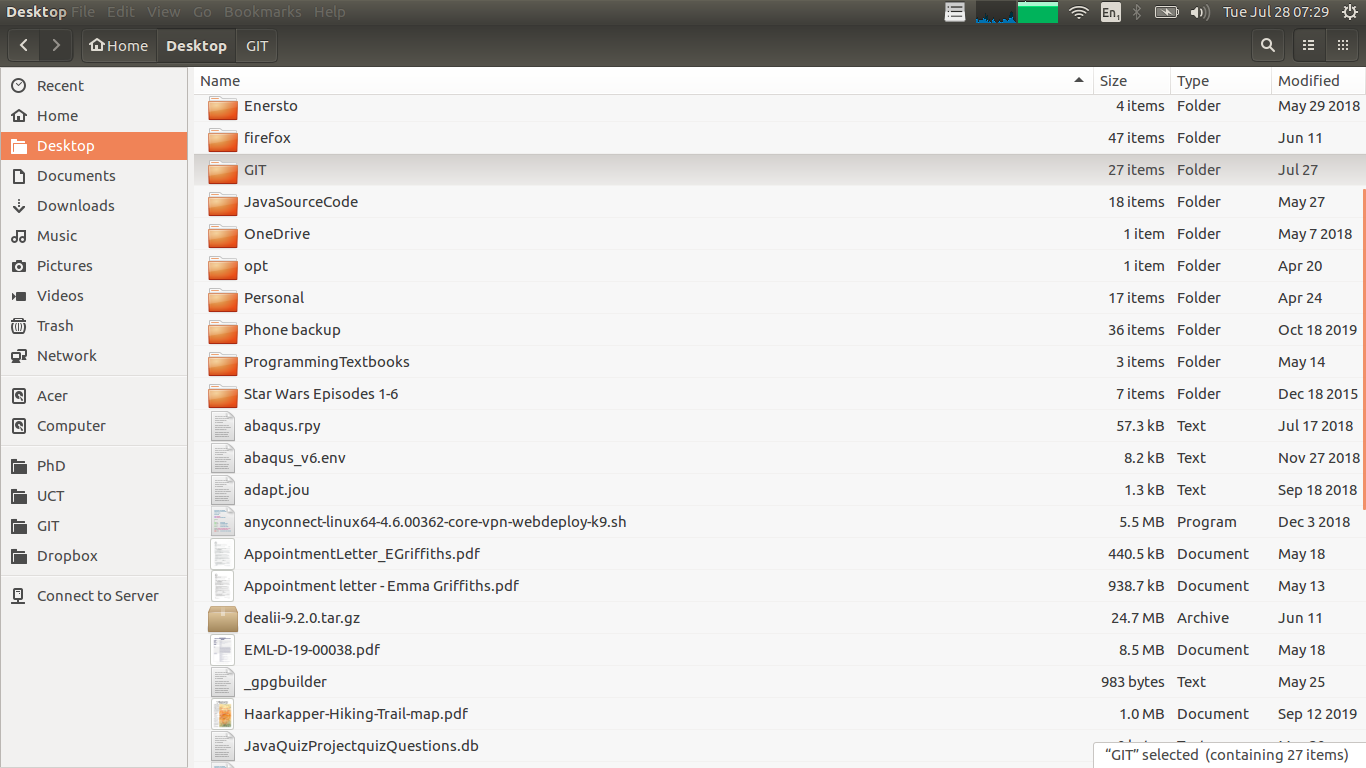 Desktop File Edit View Go Bookmarks Help En1 Tue Jul 28 07:29
Home Desktop GIT
Name Size Type Modified
Recent
Home
Desktop
Documents
Downloads
Music
Pictures
Videos
Trash
Network
Acer
Computer
PhD
UCT
GIT
Dropbox
Connect to Server
Enersto 4 items Folder May 29 2018
firefox 47 items Folder Jun 11
GIT 27 items Folder Jul 27
JavaSourceCode 18 items Folder May 27
OneDrive 1 item Folder May 7 2018
opt 1 item Folder Apr 20
Personal 17 items Folder Apr 24
Phone backup 36 items Folder Oct 18 2019
ProgrammingTextbooks 3 items Folder May 14
Star Wars Episodes 1-6 7 items Folder Dec 18 2015
abaqus.rpy 57.3 kB Text Jul 17 2018
abaqus_v6.env 8.2 kB Text Nov 27 2018
adapt.jou 1.3 kB Text Sep 18 2018
anyconnect-linux64-4.6.00362-core-vpn-webdeploy-k9.sh 5.5 MB Program Dec 3 2018
AppointmentLetter_EGriffiths.pdf 440.5 kB Document May 18
Appointment letter - Emma Griffiths.pdf 938.7 kB Document May 13
dealii-9.2.0.tar.gz 24.7 MB Archive Jun 11
EML-D-19-00038.pdf 8.5 MB Document May 18
_gpgbuilder 983 bytes Text May 25
Haarkapper-Hiking-Trail-map.pdf 1.0 MB Document Sep 12 2019
JavaQuizProjectquizQuestions.db
“GIT” selected (containing 27 items)